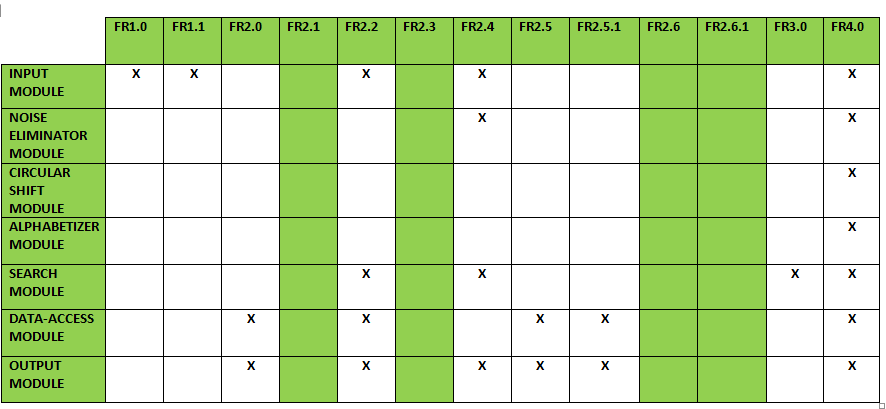 FR1.0 FR1.1 FR2.0 FR2.1 FR2.2 FR2.3 FR2.4 FR2.5 FR2.5.1 FR2.6 FR2.6.1 FR3.0 FR4.0
INPUT X X X X X
MODULE
NOISE X X
ELIMINATOR
MODULE
CIRCULAR X
SHIFT
MODULE
ALPHABETIZER X
MODULE
SEARCH X X X X
MODULE
DATA-ACCESS X X X X X
MODULE
OUTPUT X X X X X X
MODULE